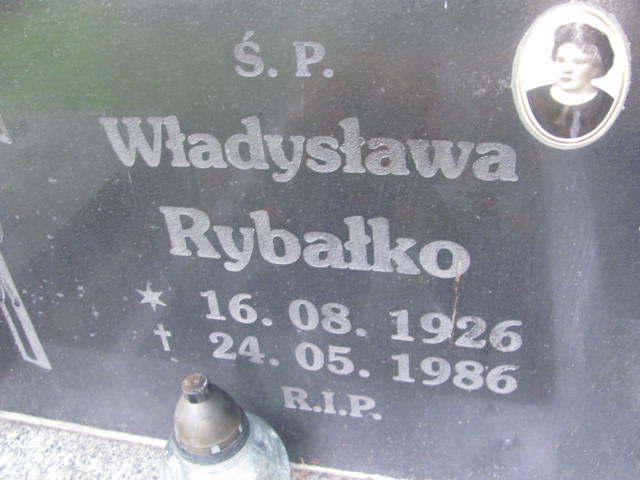 Ś. P.
Władysława
Rybałko
16. 08. 1926
24. 05. 1986
R.I.P.